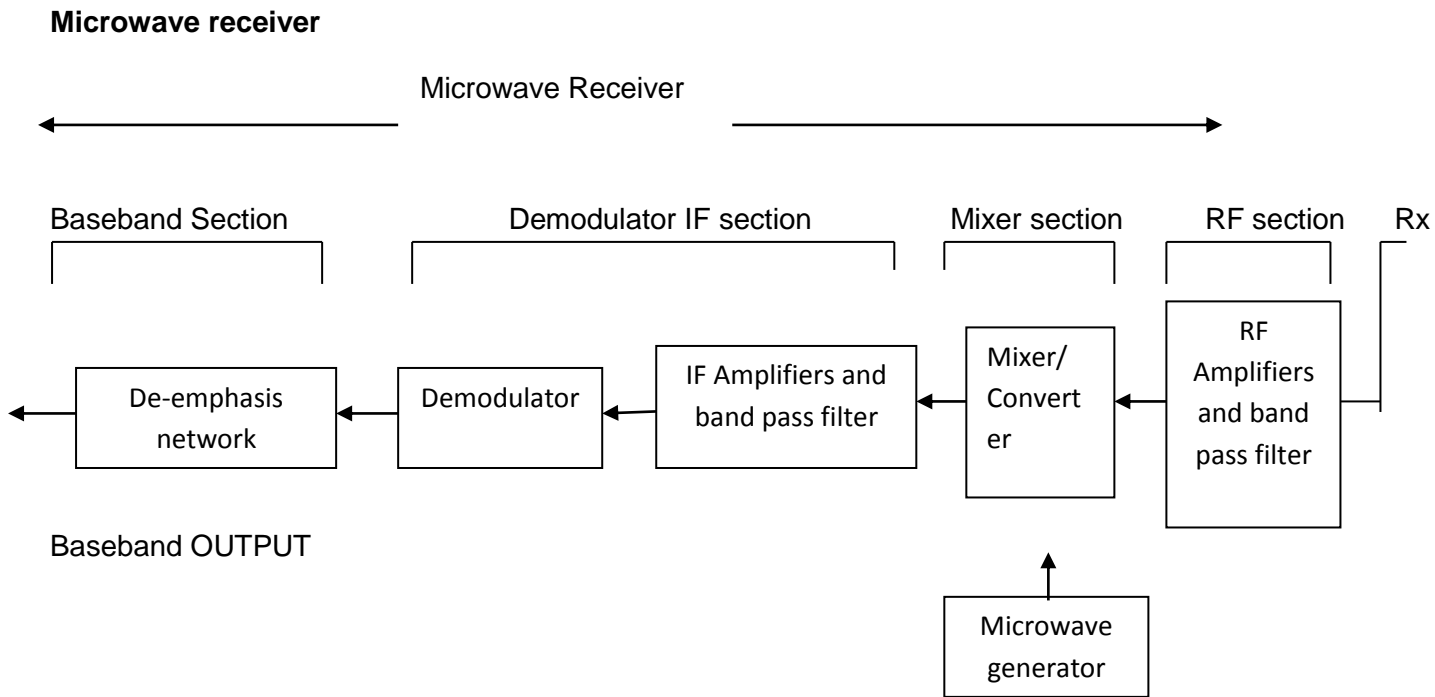 Microwave receiver
Microwave Receiver
Baseband Section
Demodulator IF section
Mixer section
RF section
Rx
De-emphasis
network
Demodulator
IF Amplifiers and
band pass filter
Mixer/
Convert
er
RF
Amplifiers
and band
pass filter
Baseband OUTPUT
Microwave
generator